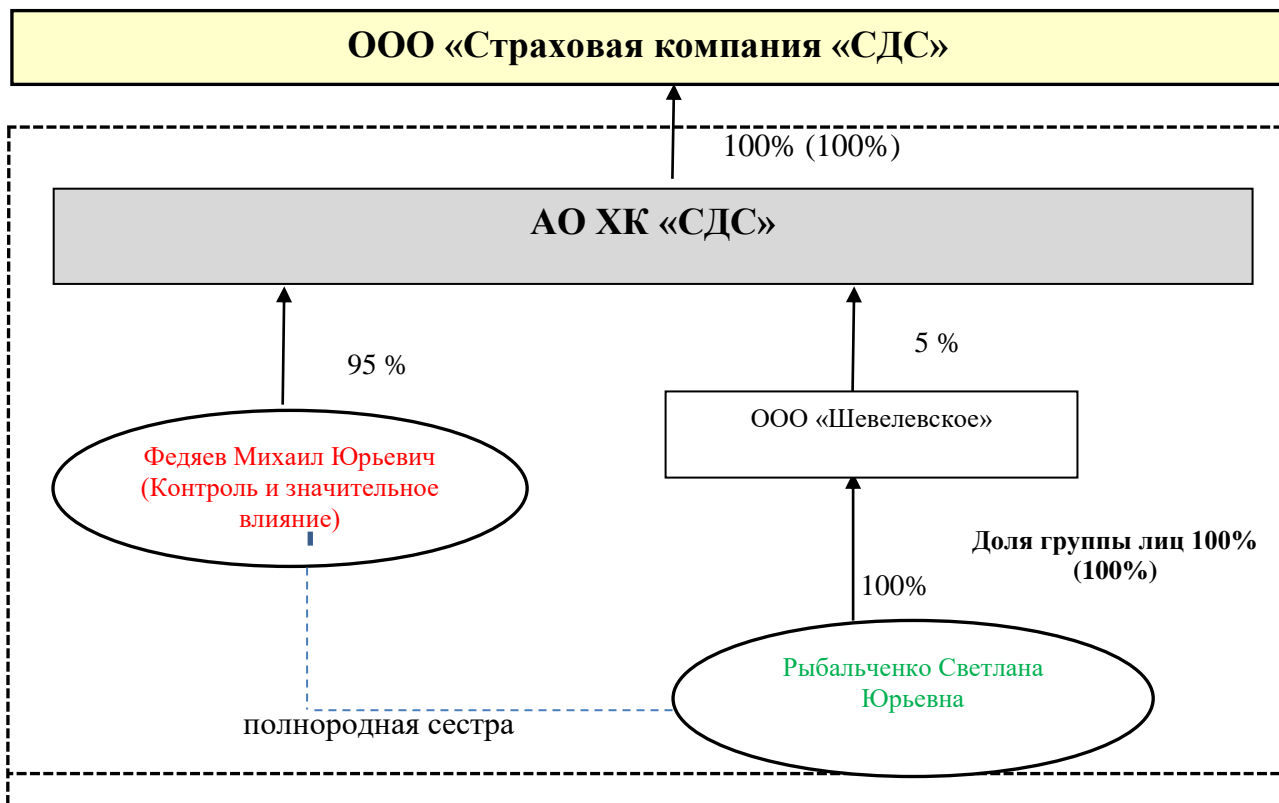 ООО «Страховая компания «СДС»
100% (100%)
АО ХК «СДС»
95 %
5 %
ООО «Шевелевское»
Федяев Михаил Юрьевич
(Контроль и значительное
влияние)
Доля группы лиц 100%
(100%)
100%
Рыбальченко Светлана
Юрьевна
полнородная сестра